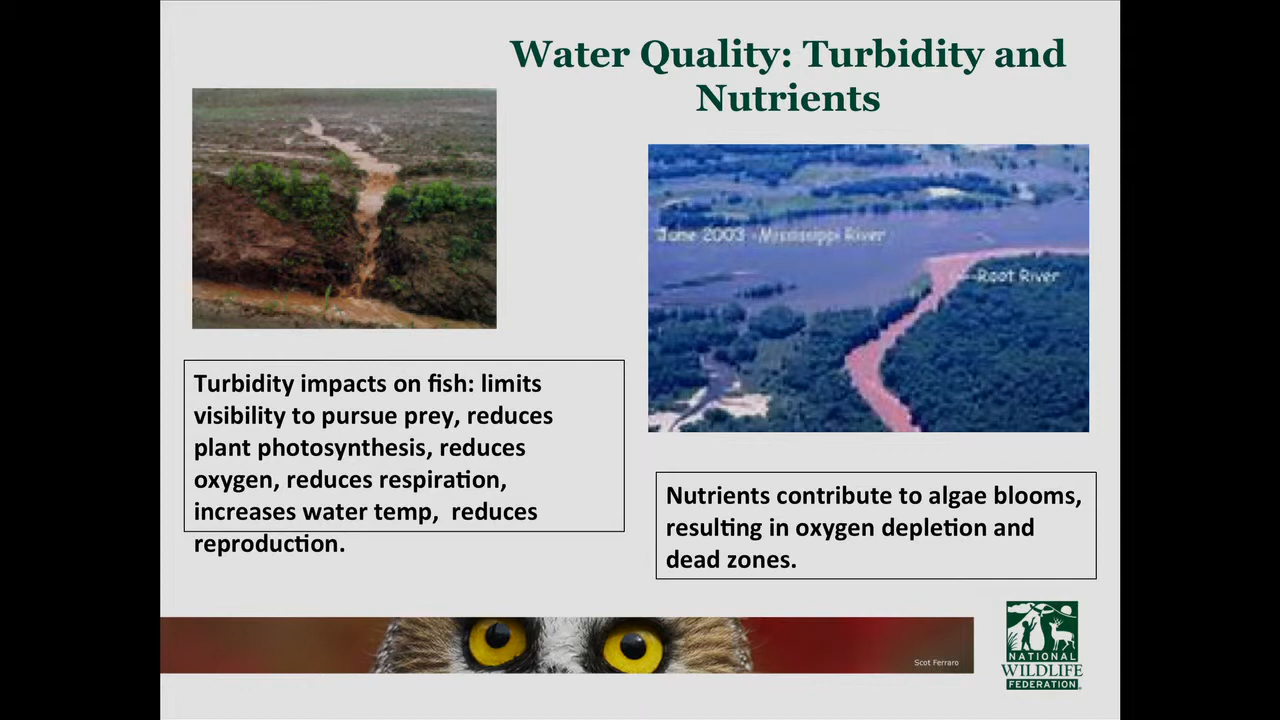 Water Quality: Turbidity and
Nutrients
June 2003 -Mississippi River
Root River
Turbidity impacts on fish: limits
visibility to pursue prey, reduces
plant photosynthesis, reduces
oxygen, reduces respiration,
increases water temp,  reduces
reproduction.
Nutrients contribute to algae blooms,
resulting in oxygen depletion and
dead zones.
Scot Ferraro
NATIONAL
WILDLIFE
FEDERATION